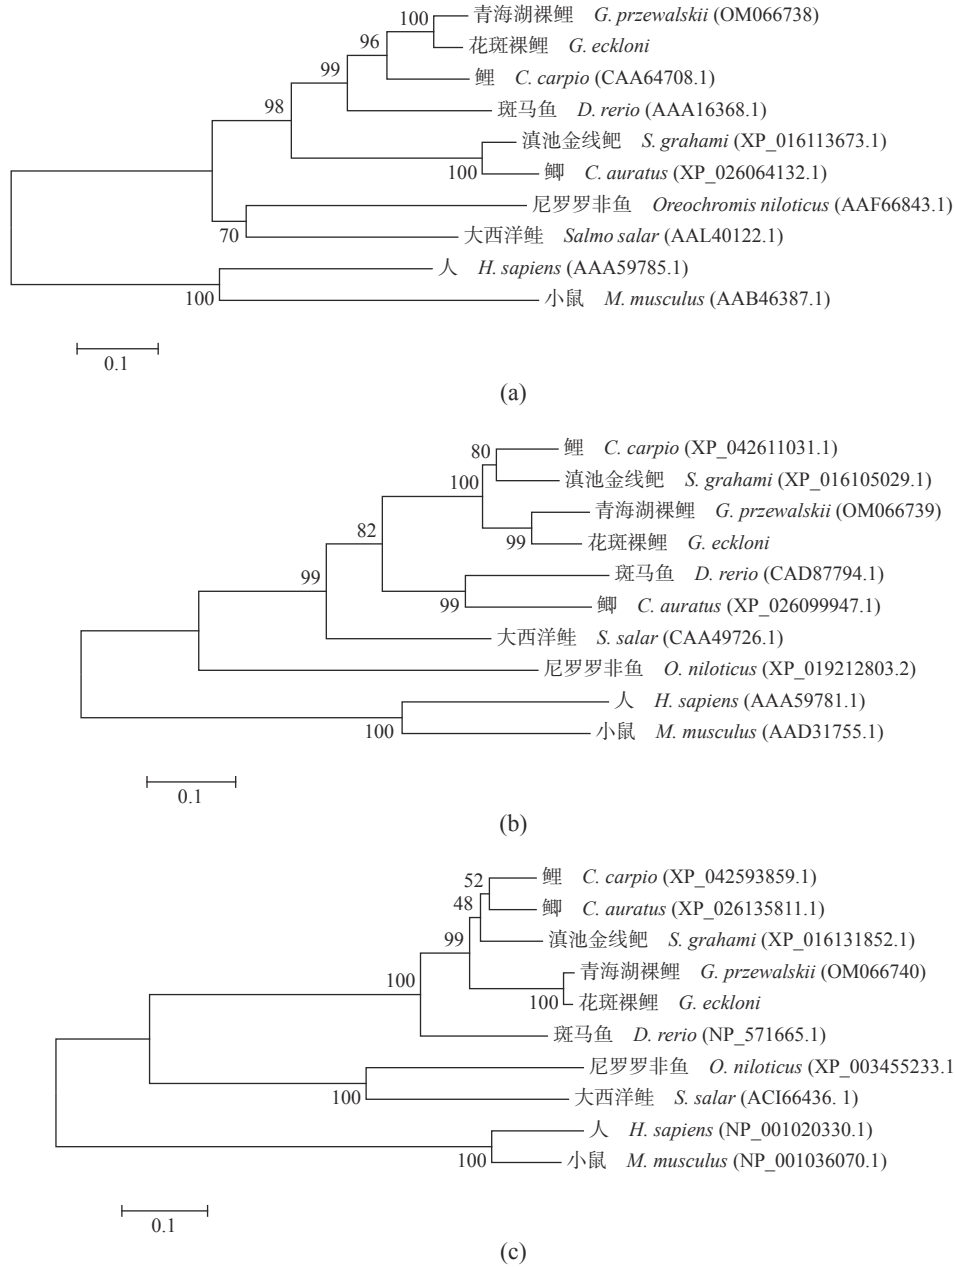 100
青海湖裸鲤 G. przewalskii (OM066738)
96
花斑裸鲤 G. eckloni
99
鲤 C. carpio (CAA64708.1)
98
斑马鱼 D. rerio (AAA16368.1)
滇池金线鲃 S. grahami (XP_016113673.1)
100
鲫 C. auratus (XP_026064132.1)
尼罗罗非鱼 Oreochromis niloticus (AAF66843.1)
70
大西洋鲑 Salmo salar (AAL40122.1)
人 H. sapiens (AAA59785.1)
100
小鼠 M. musculus (AAB46387.1)
0.1
(a)
80
鲤 C. carpio (XP_042611031.1)
100
滇池金线鲃 S. grahami (XP_016105029.1)
青海湖裸鲤 G. przewalskii (OM066739)
82
99
花斑裸鲤 G. eckloni
99
斑马鱼 D. rerio (CAD87794.1)
99
鲫 C. auratus (XP_026099947.1)
大西洋鲑 S. salar (CAA49726.1)
尼罗罗非鱼 O. niloticus (XP_019212803.2)
人 H. sapiens (AAA59781.1)
100
小鼠 M. musculus (AAD31755.1)
0.1
(b)
52
鲤 C. carpio (XP_042593859.1)
48
鲫 C. auratus (XP_026135811.1)
99
滇池金线鲃 S. grahami (XP_016131852.1)
100
青海湖裸鲤 G. przewalskii (OM066740)
100
花斑裸鲤 G. eckloni
斑马鱼 D. rerio (NP_571665.1)
尼罗罗非鱼 O. niloticus (XP_003455233.1
100
大西洋鲑 S. salar (ACI66436. 1)
人 H. sapiens (NP_001020330.1)
100
小鼠 M. musculus (NP_001036070.1)
0.1
(c)